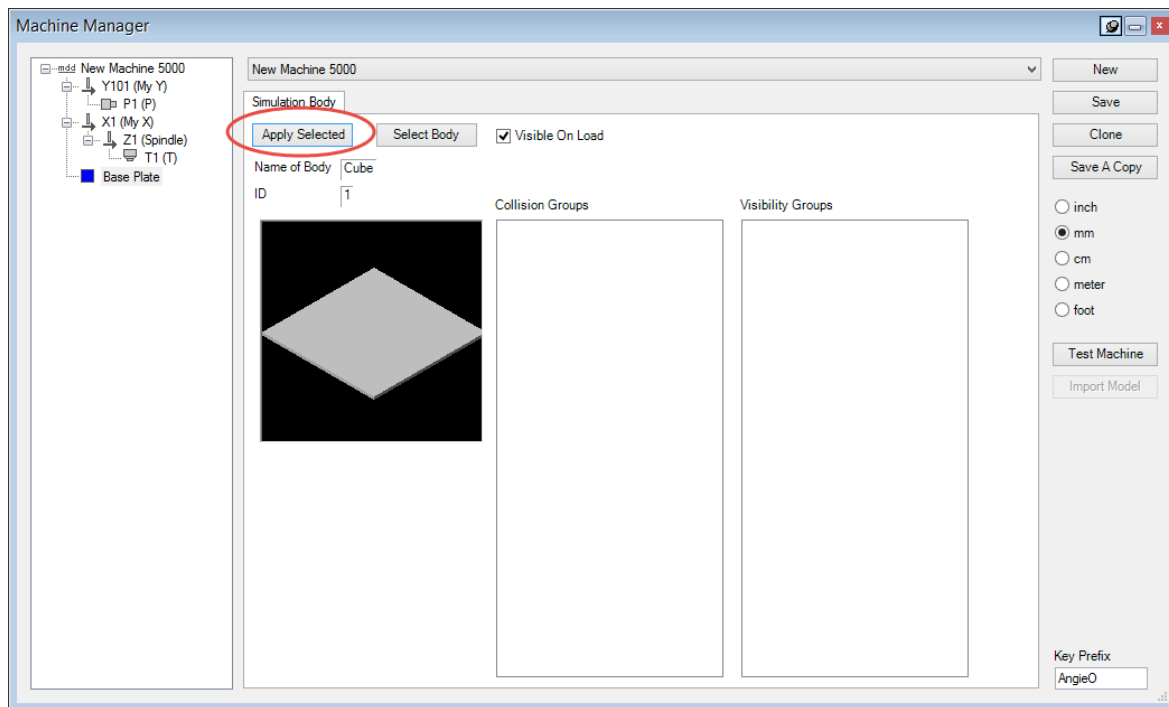 Machine Manager
mdd New Machine 5000
Y101 (My Y)
P1 (P)
X1 (My X)
Z1 (Spindle)
T1 (T)
Base Plate
New Machine 5000
Simulation Body
Apply Selected
Select Body
Visible On Load
Name of Body
Cube
ID
1
Collision Groups
Visibility Groups
New
Save
Clone
Save A Copy
inch
mm
cm
meter
foot
Test Machine
Import Model
Key Prefix
AngieO